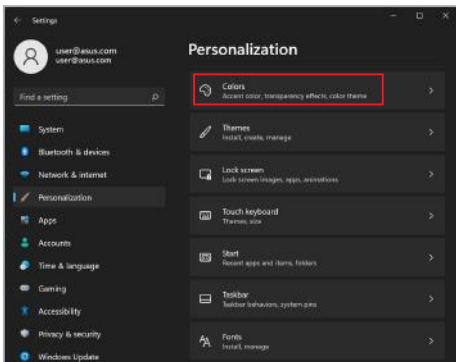 Settings
user@asus.com
user@asus.com
Find a setting
System
Bluetooth & devices
Network & internet
Personalization
Apps
Accounts
Time & language
Gaming
Accessibility
Privacy & security
Windows Update
Personalization
Colors
Accent color, transparency effects, color theme
Themes
Install, create, manage
Lock screen
Lock screen images, apps, animations
Touch keyboard
Themes, size
Start
Recent apps and items, folders
Taskbar
Taskbar behaviors, system pins
Fonts
Install, manage